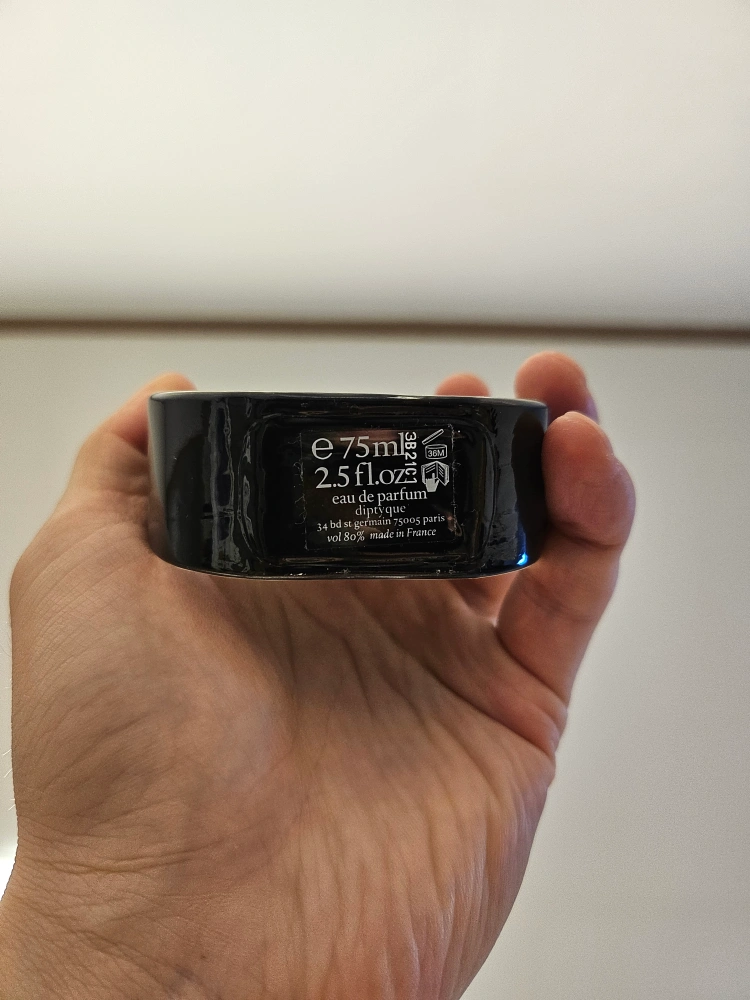 e 75ml
2.5 fl.oz
3B21C1
36M
eau de parfum
diptyque
34 bd st germain 75005 paris
vol 80% made in France